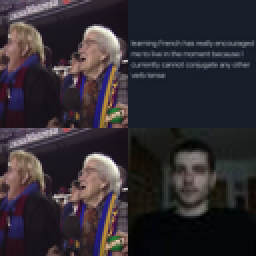 learning French has really encouraged
me to live in the moment because I
currently cannot conjugate any other
verb tense